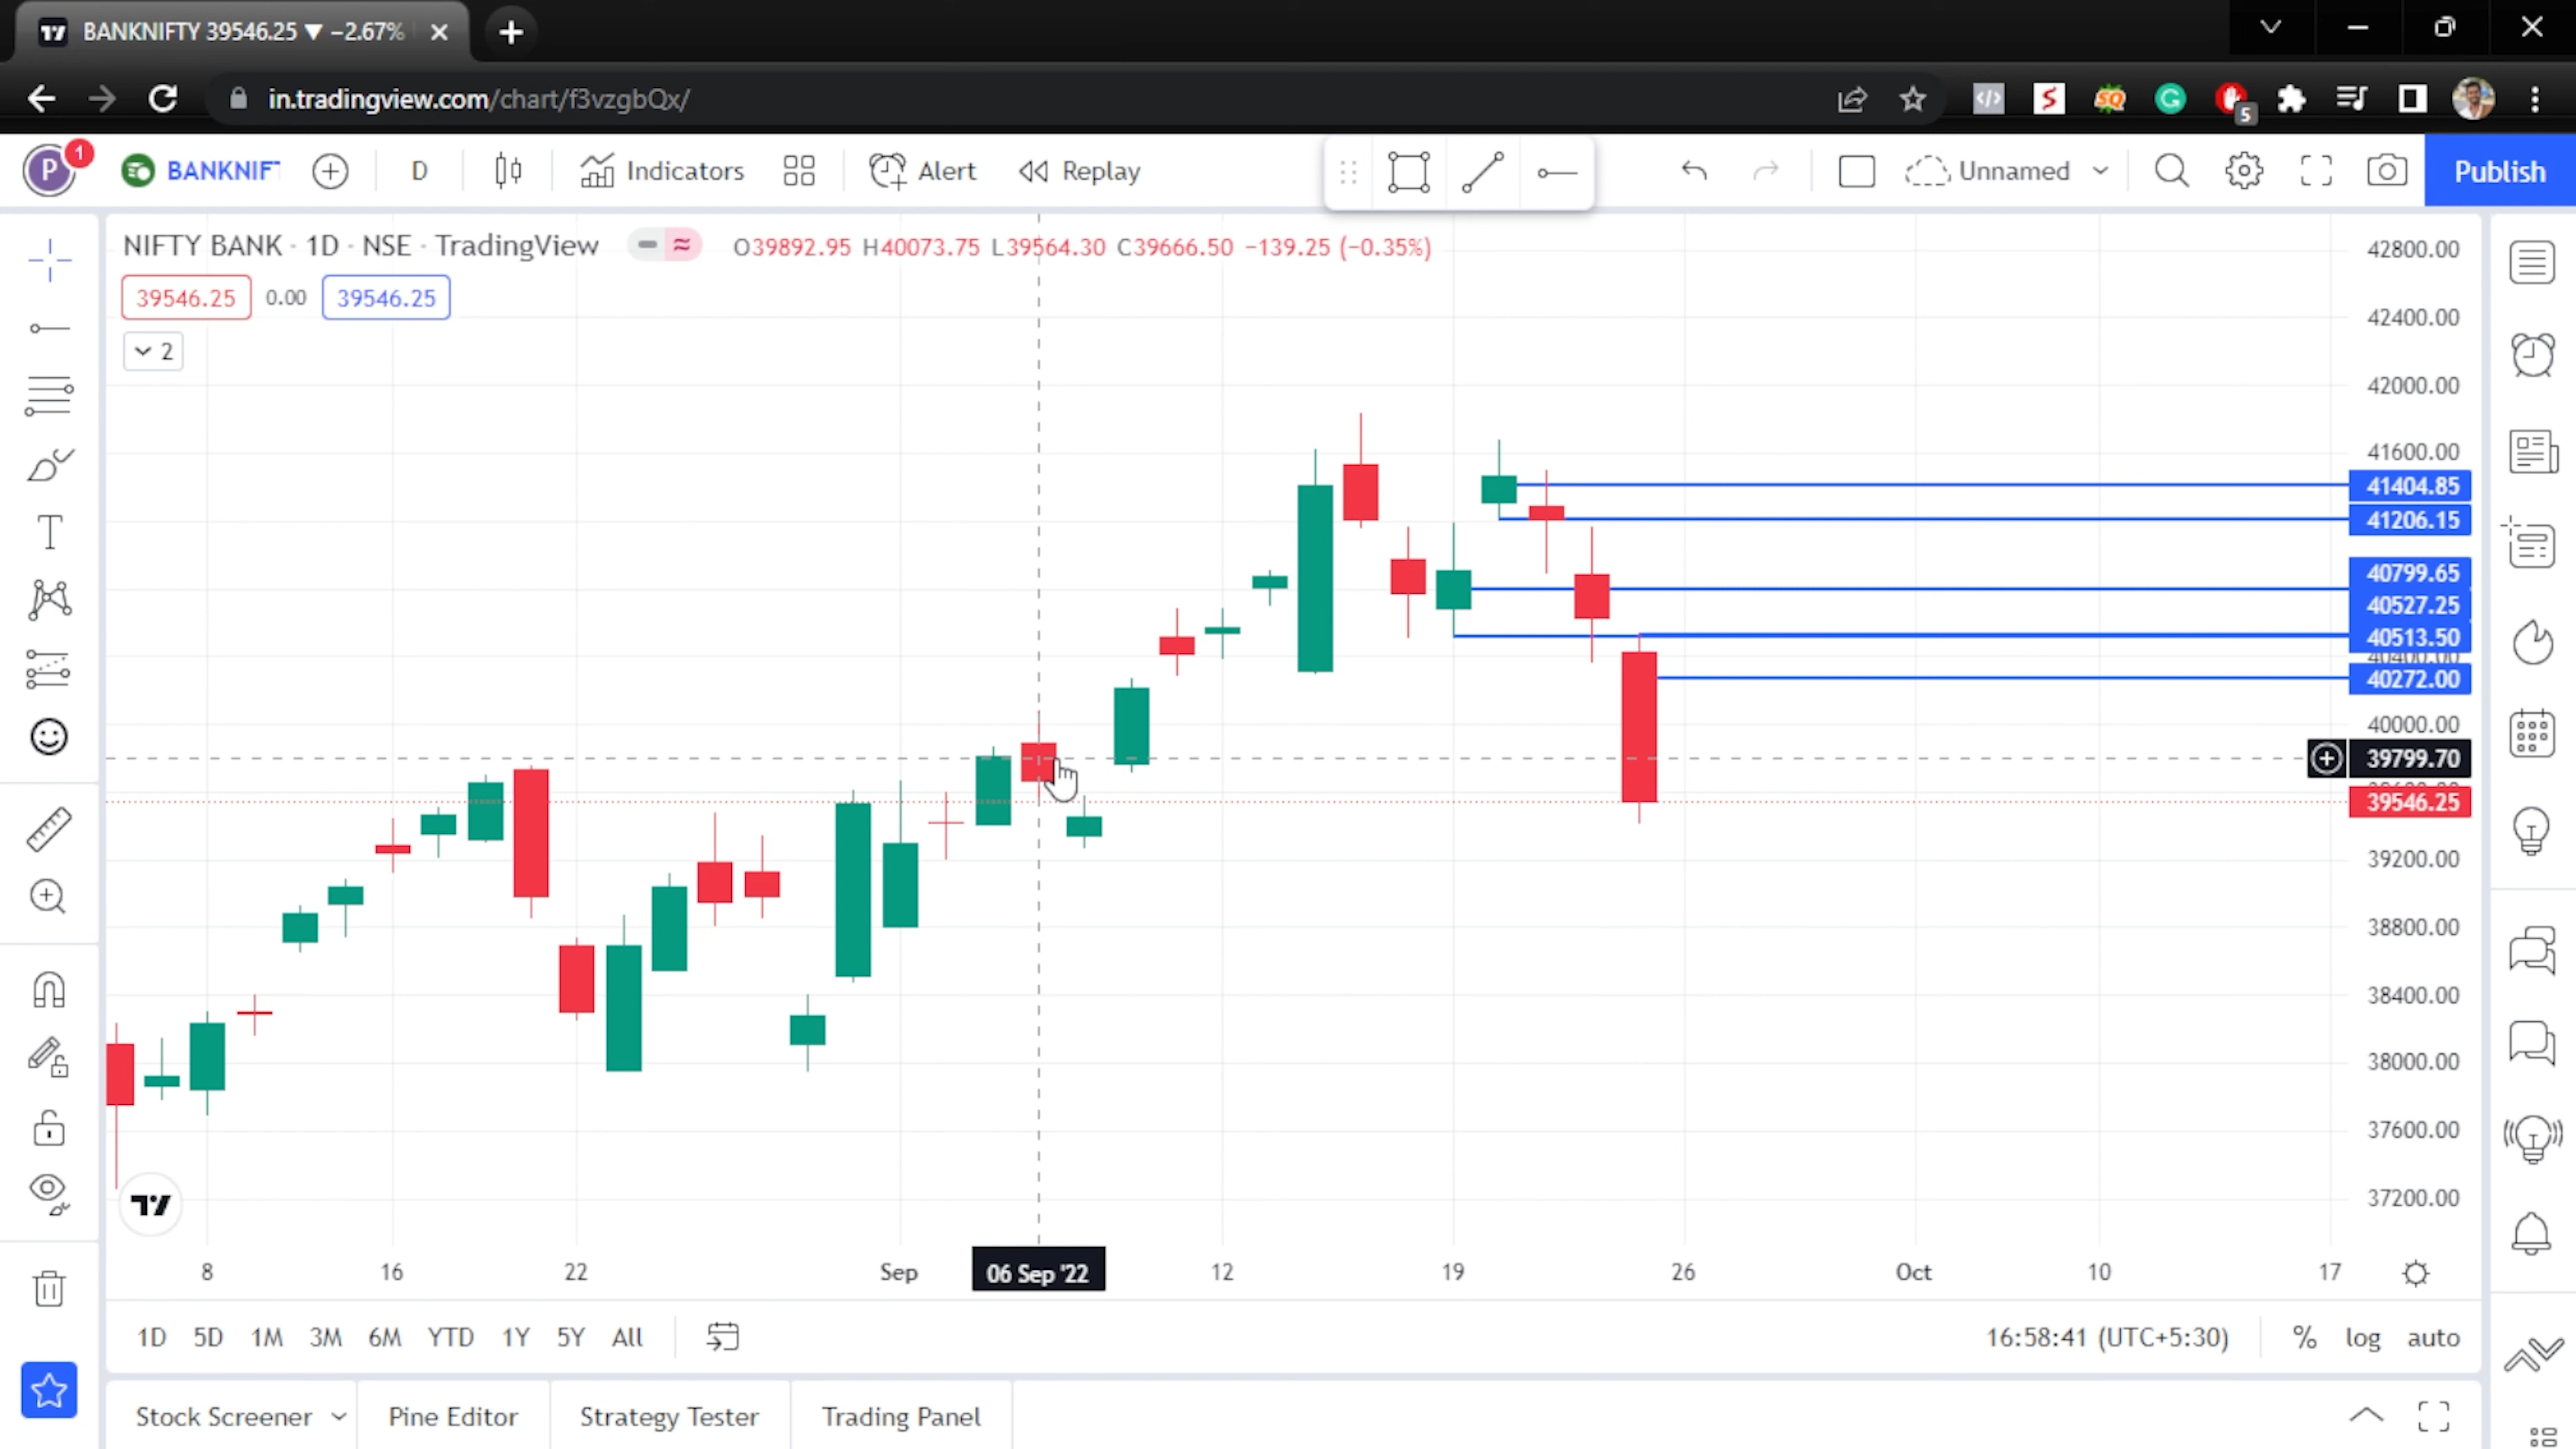 BANKNIFTY 39546.25 ▼ −2.67%
in.tradingview.com/chart/f3vzgbQx/
5
P 1 BANKNIF D Indicators Alert Replay Unnamed Publish
NIFTY BANK · 1D · NSE · TradingView O39892.95 H40073.75 L39564.30 C39666.50 −139.25 (−0.35%)
39546.25 0.00 39546.25
2
42800.00
42400.00
42000.00
41600.00
41404.85
41206.15
40799.65
40527.25
40513.50
40400.00
40272.00
40000.00
39799.70
39546.25
39200.00
38800.00
38400.00
38000.00
37600.00
37200.00
8 16 22 Sep 06 Sep '22 12 19 26 Oct 10 17
1D 5D 1M 3M 6M YTD 1Y 5Y All 16:58:41 (UTC+5:30) % log auto
Stock Screener Pine Editor Strategy Tester Trading Panel